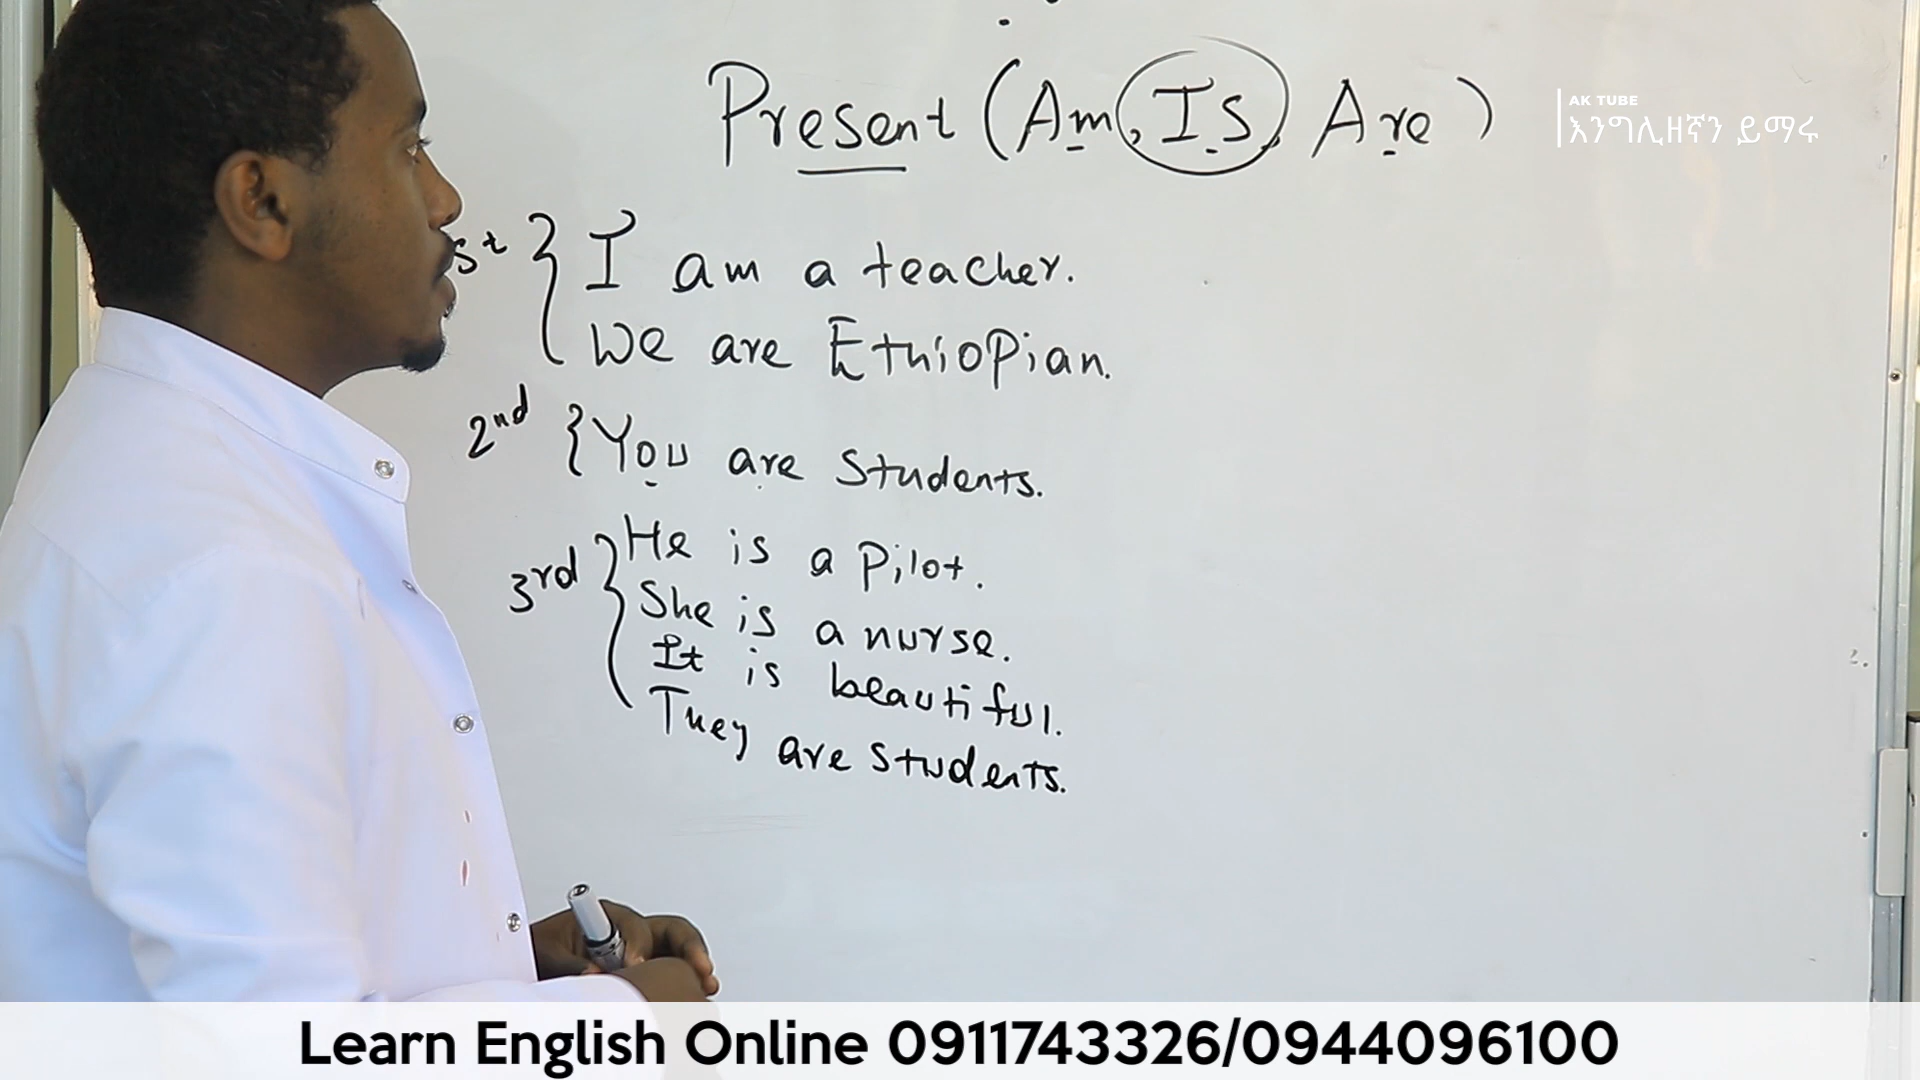 Present (Am, Is, Are)
AK TUBE
እንግሊዘኛን ይማሩ
st { I am a teacher.
We are Ethiopian.
2nd { You are students.
3rd { He is a pilot.
She is a nurse.
It is beautiful.
They are students.
Learn English Online 0911743326/0944096100